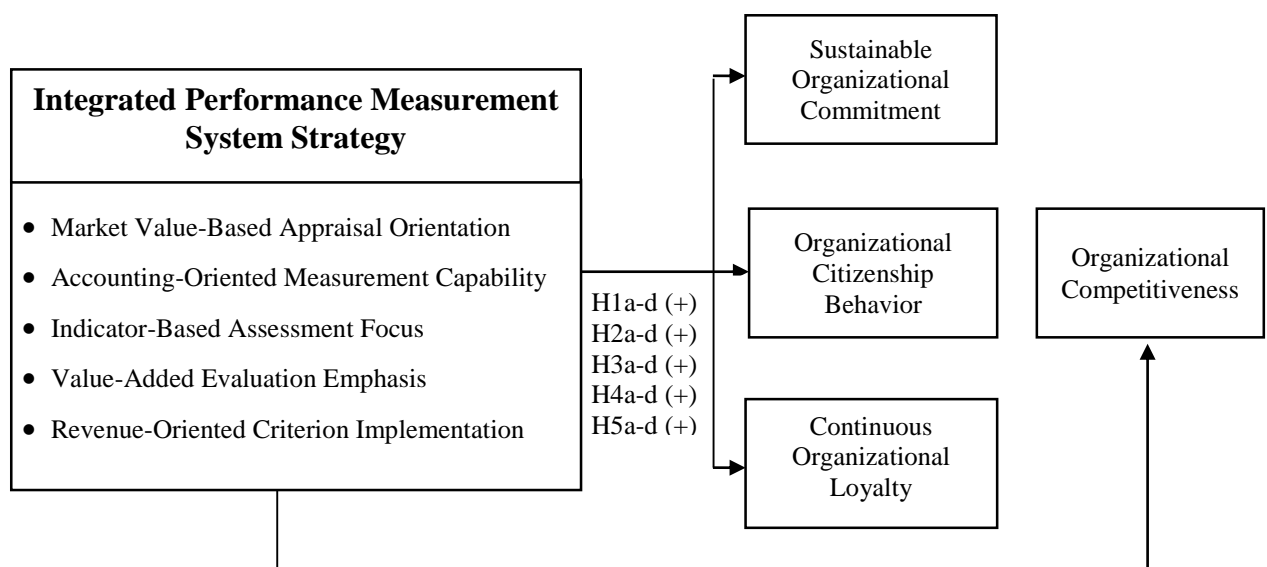 Integrated Performance Measurement
System Strategy
• Market Value-Based Appraisal Orientation
• Accounting-Oriented Measurement Capability
• Indicator-Based Assessment Focus
• Value-Added Evaluation Emphasis
• Revenue-Oriented Criterion Implementation
H1a-d (+)
H2a-d (+)
H3a-d (+)
H4a-d (+)
H5a-d (+)
Sustainable
Organizational
Commitment
Organizational
Citizenship
Behavior
Continuous
Organizational
Loyalty
Organizational
Competitiveness